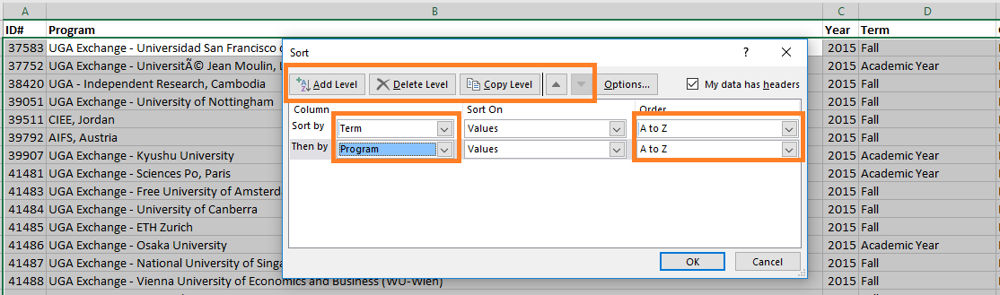 A B C D
ID# Program Year Term
37583 UGA Exchange - Universidad San Francisco 2015 Fall
37752 UGA Exchange - UniversitÃ© Jean Moulin, 2015 Academic Year
38420 UGA - Independent Research, Cambodia 2015 Fall
39051 UGA Exchange - University of Nottingham 2015 Fall
39511 CIEE, Jordan 2015 Fall
39792 AIFS, Austria 2015 Fall
39907 UGA Exchange - Kyushu University 2015 Academic Year
41481 UGA Exchange - Sciences Po, Paris 2015 Academic Year
41483 UGA Exchange - Free University of Amsterda 2015 Fall
41484 UGA Exchange - University of Canberra 2015 Fall
41485 UGA Exchange - ETH Zurich 2015 Fall
41486 UGA Exchange - Osaka University 2015 Academic Year
41487 UGA Exchange - National University of Singa 2015 Fall
41488 UGA Exchange - Vienna University of Economics and Business (WU-Wien) 2015 Fall
Sort ?
Add Level Delete Level Copy Level Options... My data has headers
Column Sort On Order
Sort by Term Values A to Z
Then by Program Values A to Z
OK Cancel